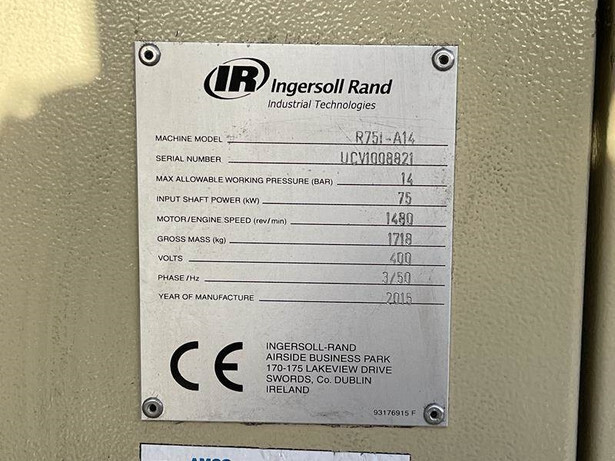 IR Ingersoll Rand
Industrial Technologies
MACHINE MODEL R75I-A14
SERIAL NUMBER UCV1008821
MAX ALLOWABLE WORKING PRESSURE (BAR) 14
INPUT SHAFT POWER (kW) 75
MOTOR/ENGINE SPEED (rev/min) 1480
GROSS MASS (kg) 1718
VOLTS 400
PHASE/Hz 3/50
YEAR OF MANUFACTURE 2015
CE
INGERSOLL-RAND
AIRSIDE BUSINESS PARK
170-175 LAKEVIEW DRIVE
SWORDS, Co. DUBLIN
IRELAND
93176915 F